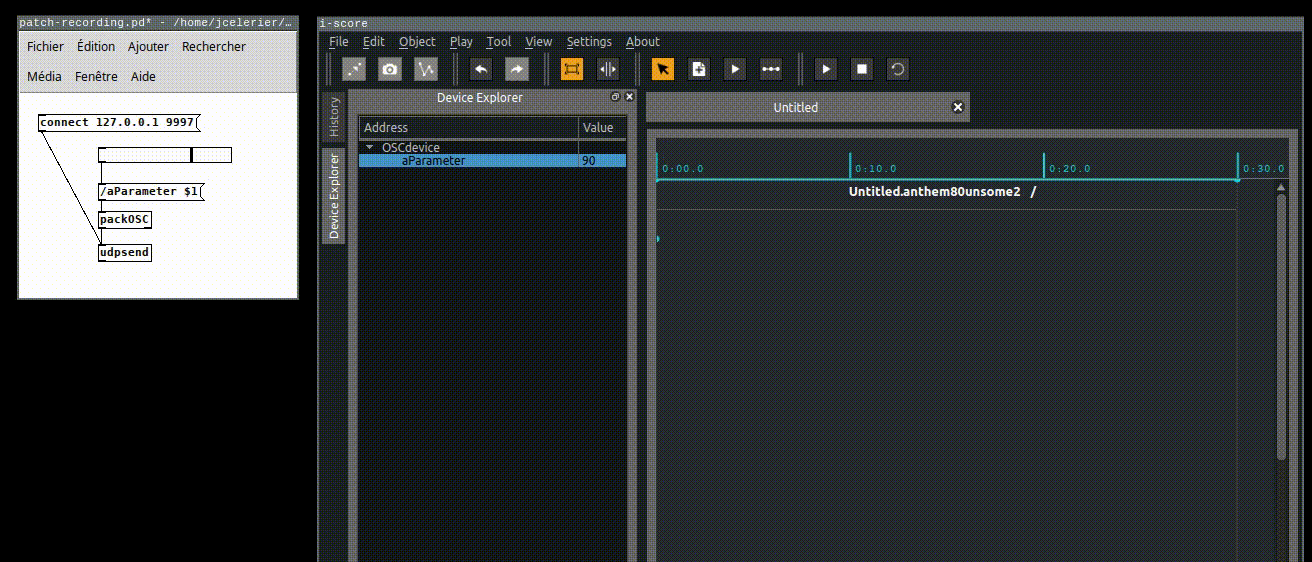 patch-recording.pd* - /home/jcelerier/…
Fichier Édition Ajouter Rechercher
Média Fenêtre Aide
connect 127.0.0.1 9997
/aParameter $1
packOSC
udpsend
i-score
File Edit Object Play Tool View Settings About
History
Device Explorer
Device Explorer
Address Value
OSCdevice
aParameter 90
Untitled
0:00.0 0:10.0 0:20.0 0:30.0
Untitled.anthem80unsome2 /